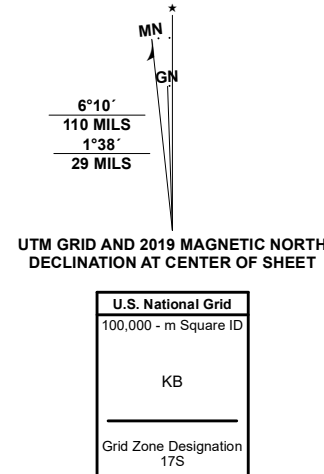 ★
MN
GN
6°10´
110 MILS
1°38´
29 MILS
UTM GRID AND 2019 MAGNETIC NORTH
DECLINATION AT CENTER OF SHEET
U.S. National Grid
100,000 - m Square ID
KB
Grid Zone Designation
17S